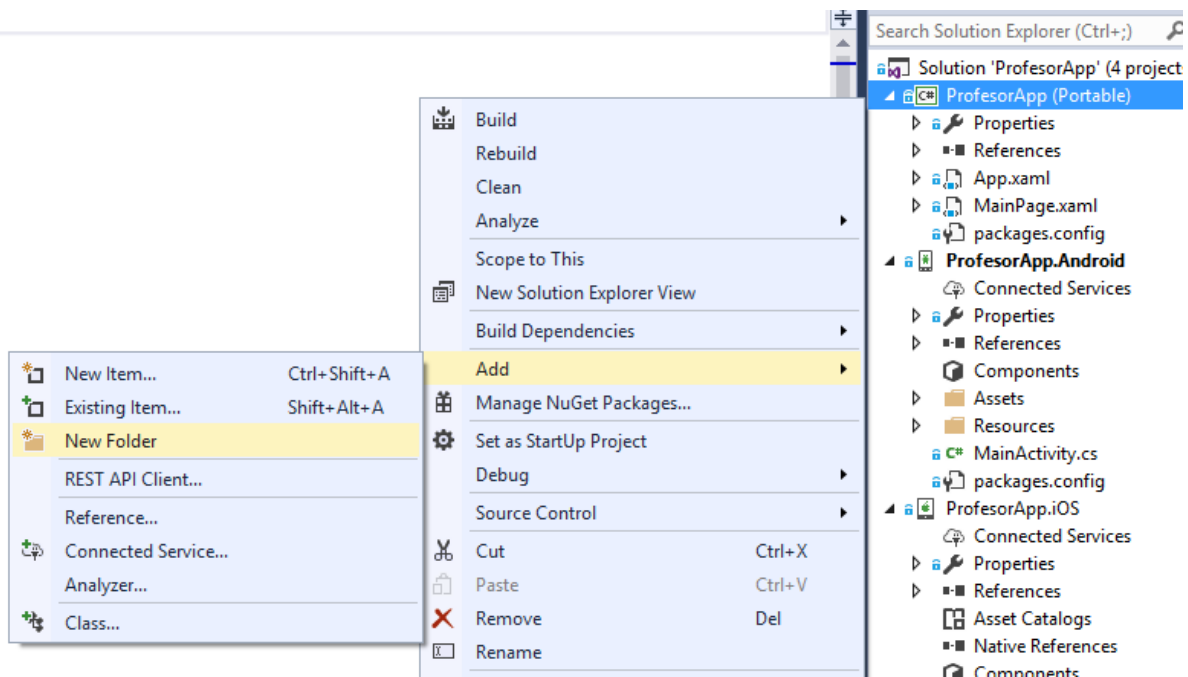 Search Solution Explorer (Ctrl+;)
Solution 'ProfesorApp' (4 projects
ProfesorApp (Portable)
Properties
References
App.xaml
MainPage.xaml
packages.config
ProfesorApp.Android
Connected Services
Properties
References
Components
Assets
Resources
C# MainActivity.cs
packages.config
ProfesorApp.iOS
Connected Services
Properties
References
Asset Catalogs
Native References
Components
Build
Rebuild
Clean
Analyze
Scope to This
New Solution Explorer View
Build Dependencies
Add
Manage NuGet Packages...
Set as StartUp Project
Debug
Source Control
Cut Ctrl+X
Paste Ctrl+V
Remove Del
Rename
New Item... Ctrl+Shift+A
Existing Item... Shift+Alt+A
New Folder
REST API Client...
Reference...
Connected Service...
Analyzer...
Class...